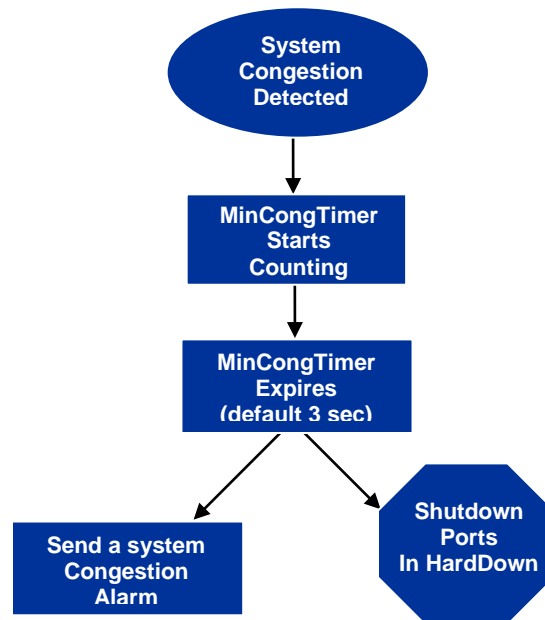 System
Congestion
Detected
MinCongTimer
Starts
Counting
MinCongTimer
Expires
(default 3 sec)
Send a system
Congestion
Alarm
Shutdown
Ports
In HardDown